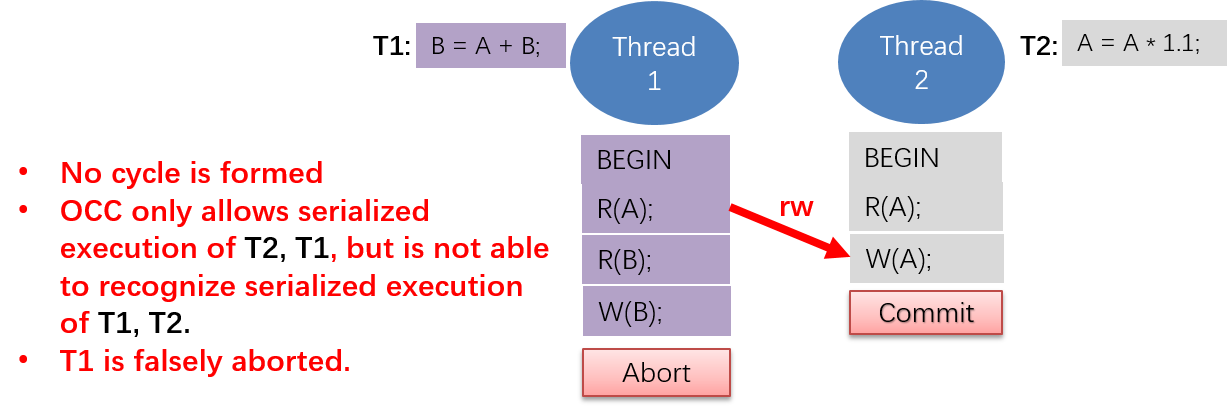 T1: B = A + B;
Thread
1
Thread
2
T2: A = A * 1.1;
• No cycle is formed
• OCC only allows serialized
execution of T2, T1, but is not able
to recognize serialized execution
of T1, T2.
• T1 is falsely aborted.
BEGIN
R(A);
R(B);
W(B);
Abort
rw
BEGIN
R(A);
W(A);
Commit